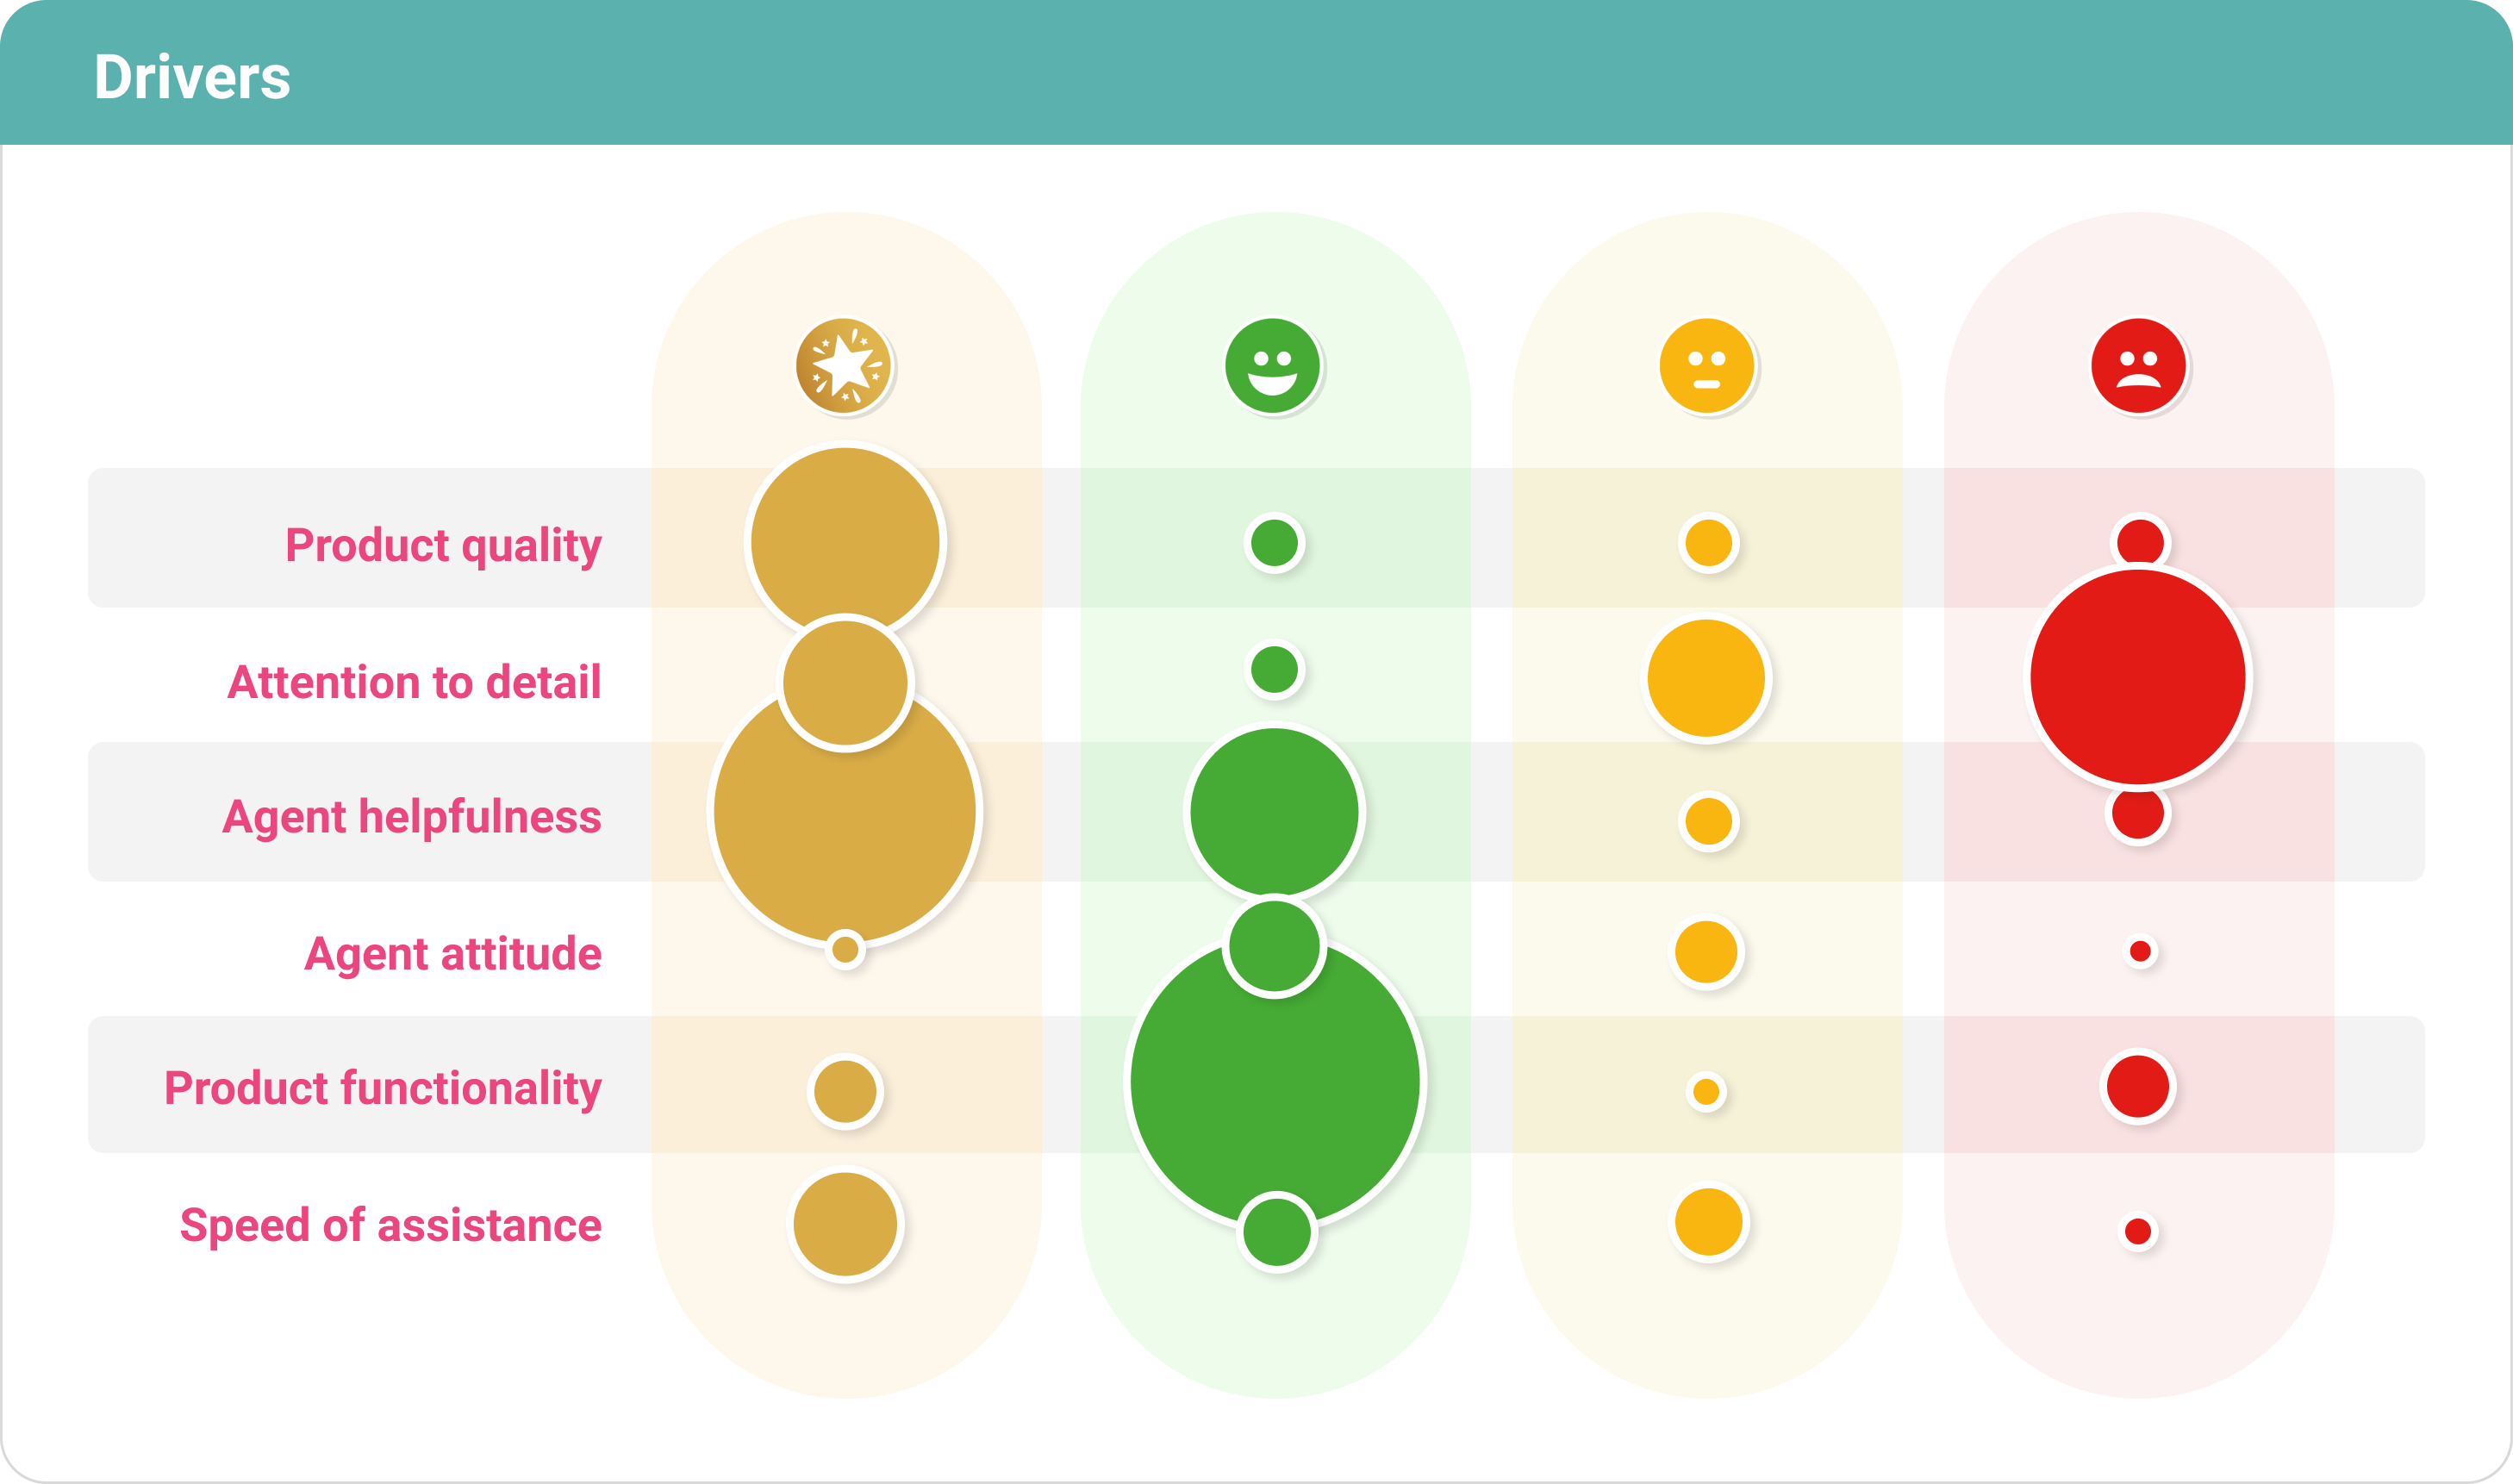 Drivers
Product quality
Attention to detail
Agent helpfulness
Agent attitude
Product functionality
Speed of assistance